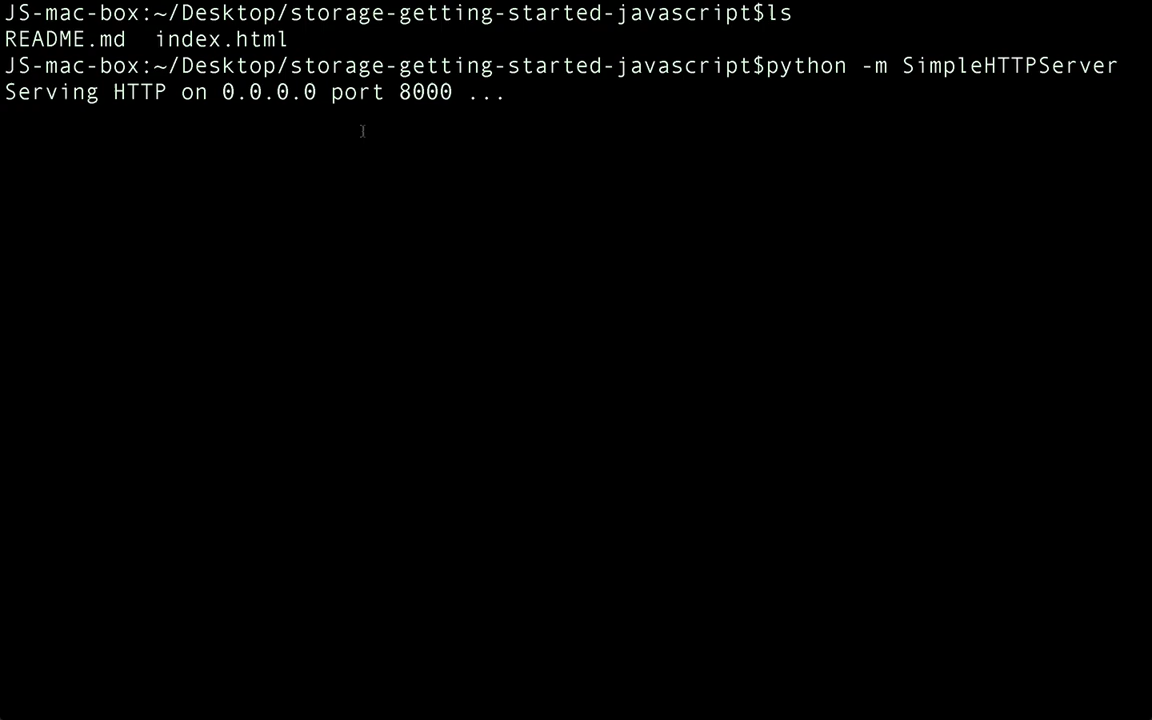 JS-mac-box:~/Desktop/storage-getting-started-javascript$ls
README.md  index.html
JS-mac-box:~/Desktop/storage-getting-started-javascript$python -m SimpleHTTPServer
Serving HTTP on 0.0.0.0 port 8000 ...